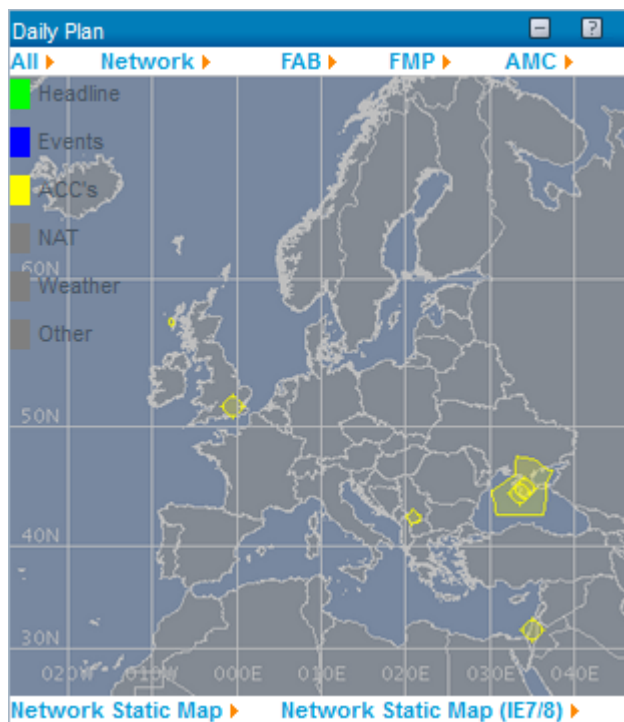 Daily Plan
All Network FAB FMP AMC
Headline
Events
ACC's
NAT
60N
Weather
Other
50N
40N
30N
020W 010W 000E 010E 020E 030E 040E
Network Static Map Network Static Map (IE7/8)